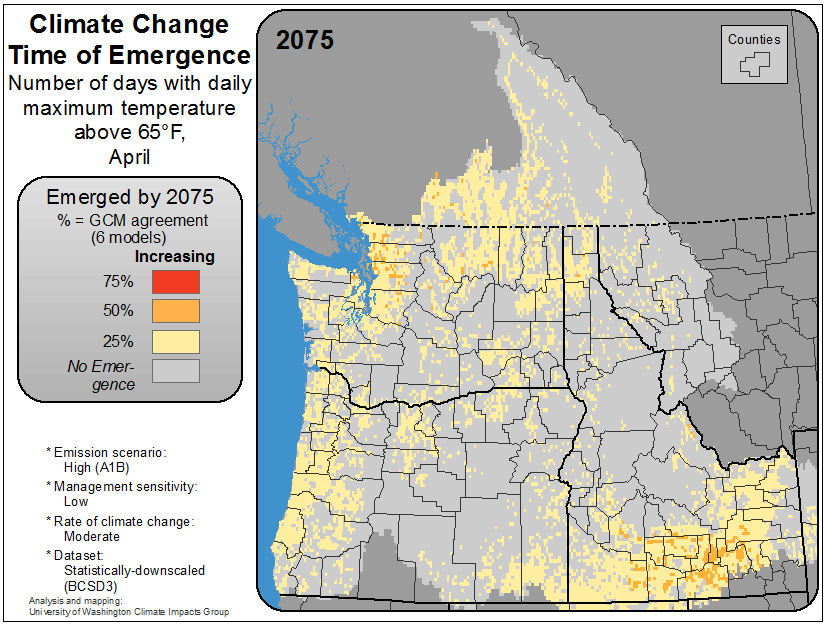 Climate Change
Time of Emergence
Number of days with daily
maximum temperature
above 65°F,
April
Emerged by 2075
% = GCM agreement
(6 models)
Increasing
75%
50%
25%
No Emer-
gence
* Emission scenario:
High (A1B)
* Management sensitivity:
Low
* Rate of climate change:
Moderate
* Dataset:
Statistically-downscaled
(BCSD3)
Analysis and mapping:
University of Washington Climate Impacts Group
2075
Counties